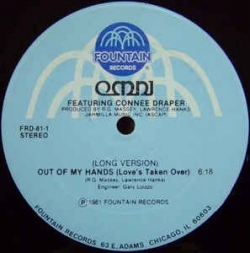 FOUNTAIN
RECORDS
OMNI
FEATURING CONNEE DRAPER
PRODUCED BY R.G. MASSEY, LAWRENCE HANKS
JAHMILLA MUSIC INC. (ASCAP)
FRD-81-1
STEREO
(LONG VERSION)
OUT OF MY HANDS (Love's Taken Over) 6:18
(R.G. Massey, Lawrence Hanks)
Engineer: Gary Loizzo
℗ 1981 FOUNTAIN RECORDS
FOUNTAIN RECORDS 63 E. ADAMS CHICAGO, IL 60603